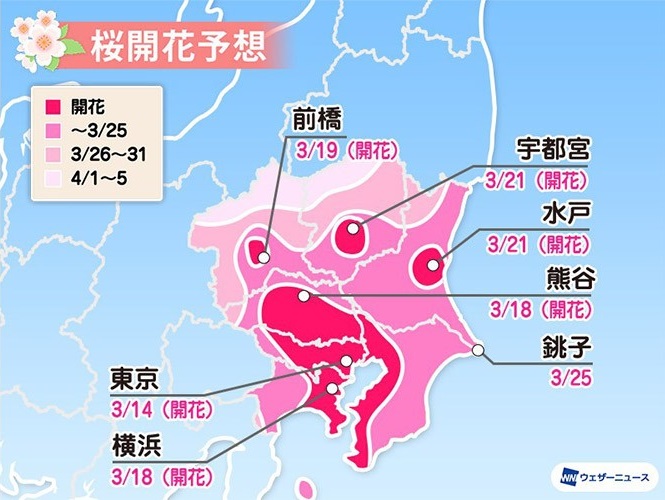 桜開花予想
開花
～3/25
3/26～31
4/1～5
前橋
3/19（開花）
宇都宮
3/21（開花）
水戸
3/21（開花）
熊谷
3/18（開花）
銚子
3/25
東京
3/14（開花）
横浜
3/18（開花）
WN ウェザーニュース